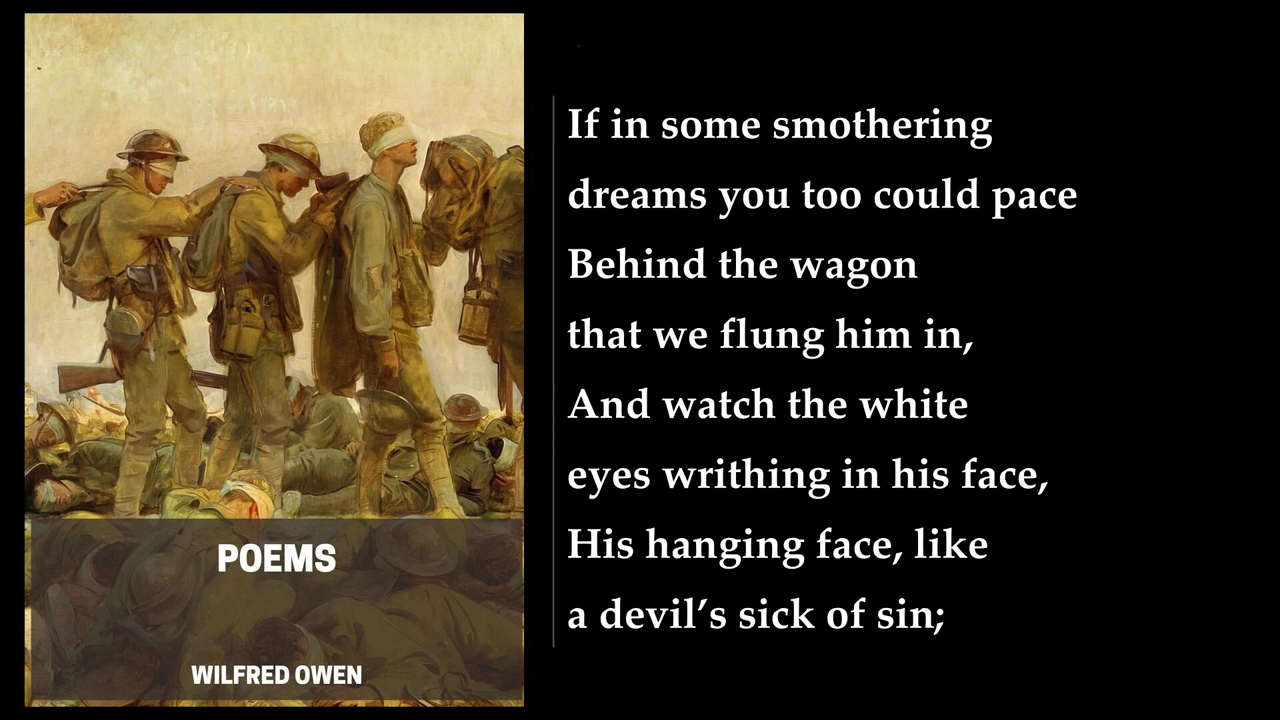 POEMS
WILFRED OWEN
If in some smothering
dreams you too could pace
Behind the wagon
that we flung him in,
And watch the white
eyes writhing in his face,
His hanging face, like
a devil’s sick of sin;